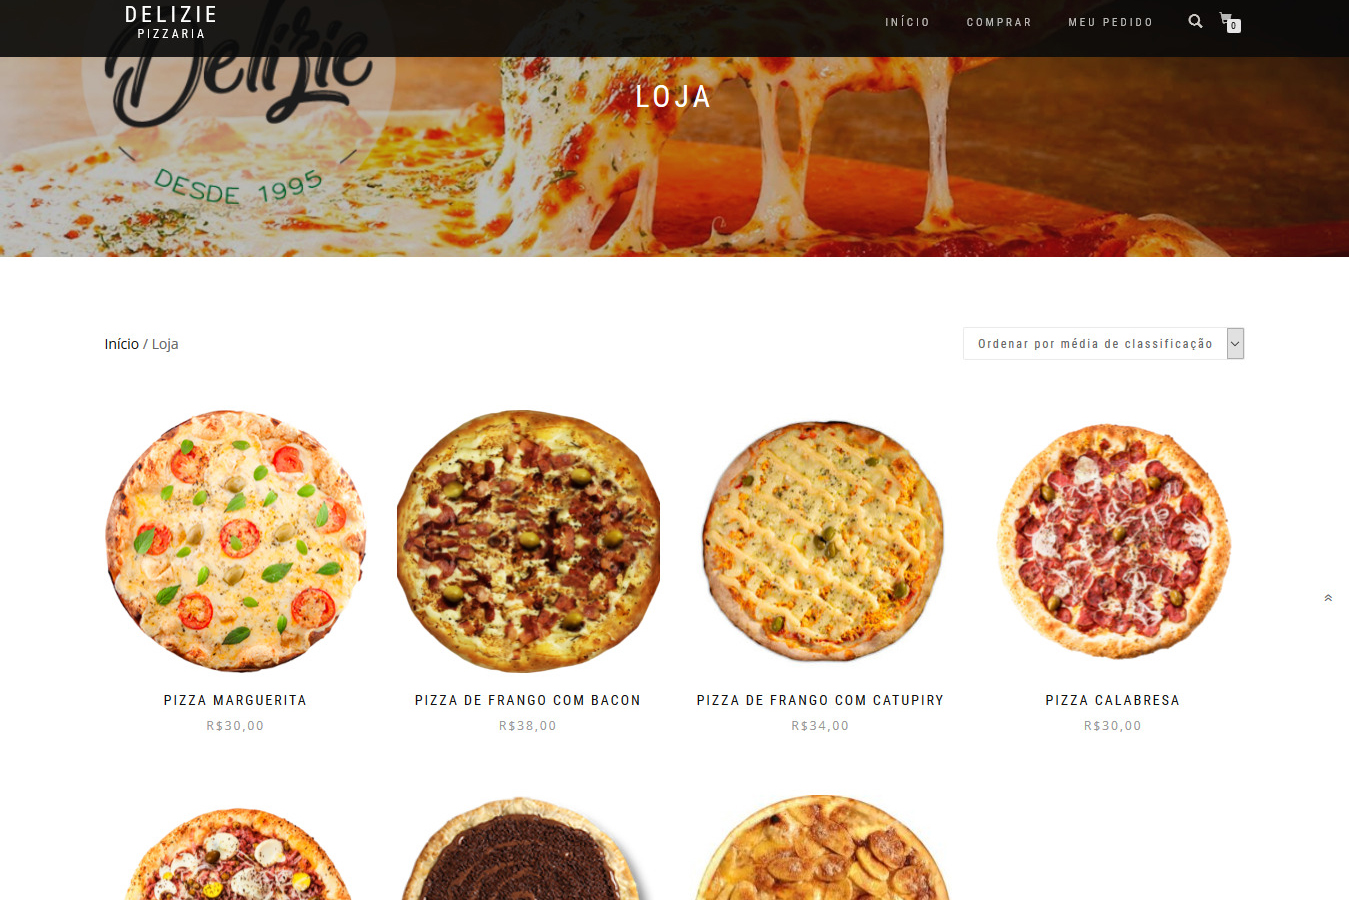 DELIZIE
PIZZARIA
INÍCIO
COMPRAR
MEU PEDIDO
0
Delizie
DESDE 1995
LOJA
Início / Loja
Ordenar por média de classificação
PIZZA MARGUERITA
R$30,00
PIZZA DE FRANGO COM BACON
R$38,00
PIZZA DE FRANGO COM CATUPIRY
R$34,00
PIZZA CALABRESA
R$30,00